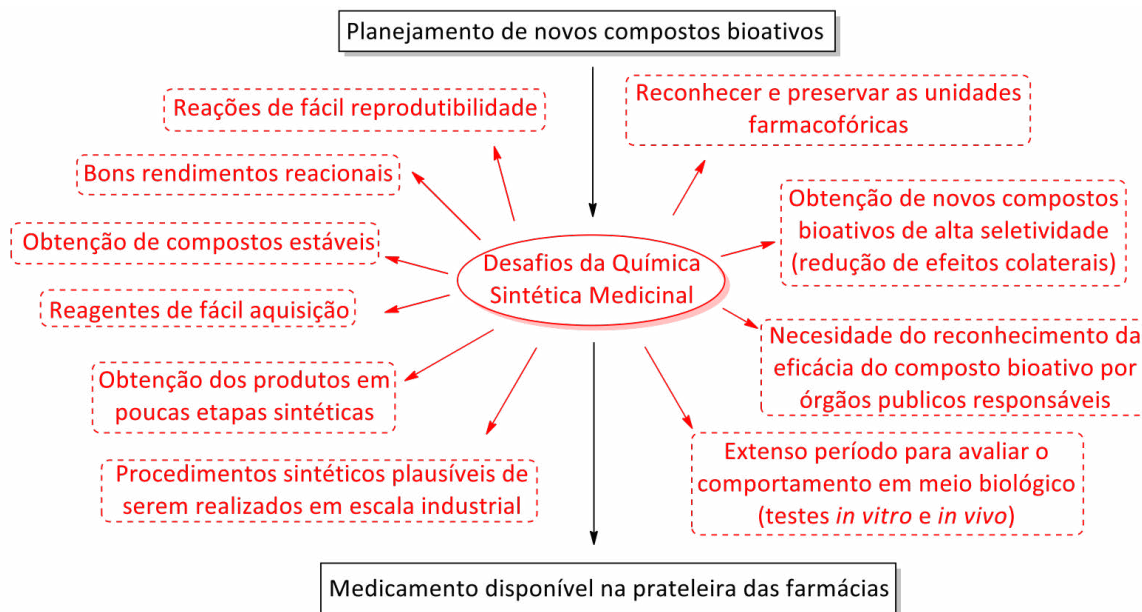 Planejamento de novos compostos bioativos
Reações de fácil reprodutibilidade
Bons rendimentos reacionais
Obtenção de compostos estáveis
Reagentes de fácil aquisição
Obtenção dos produtos em
poucas etapas sintéticas
Procedimentos sintéticos plausíveis de
serem realizados em escala industrial
Desafios da Química
Sintética Medicinal
Reconhecer e preservar as unidades
farmacofóricas
Obtenção de novos compostos
bioativos de alta seletividade
(redução de efeitos colaterais)
Necesidade do reconhecimento da
eficácia do composto bioativo por
órgãos publicos responsáveis
Extenso período para avaliar o
comportamento em meio biológico
(testes in vitro e in vivo)
Medicamento disponível na prateleira das farmácias